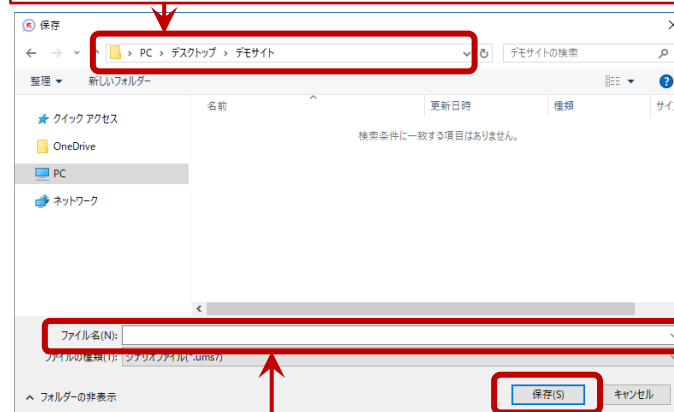 保存
PC › デスクトップ › デモサイト
デモサイトの検索
整理 新しいフォルダー
名前 更新日時 種類 サイ
クイック アクセス
検索条件に一致する項目はありません。
OneDrive
PC
ネットワーク
ファイル名(N):
ファイルの種類(T): シナリオファイル(*.ums7)
フォルダーの非表示
保存(S) キャンセル